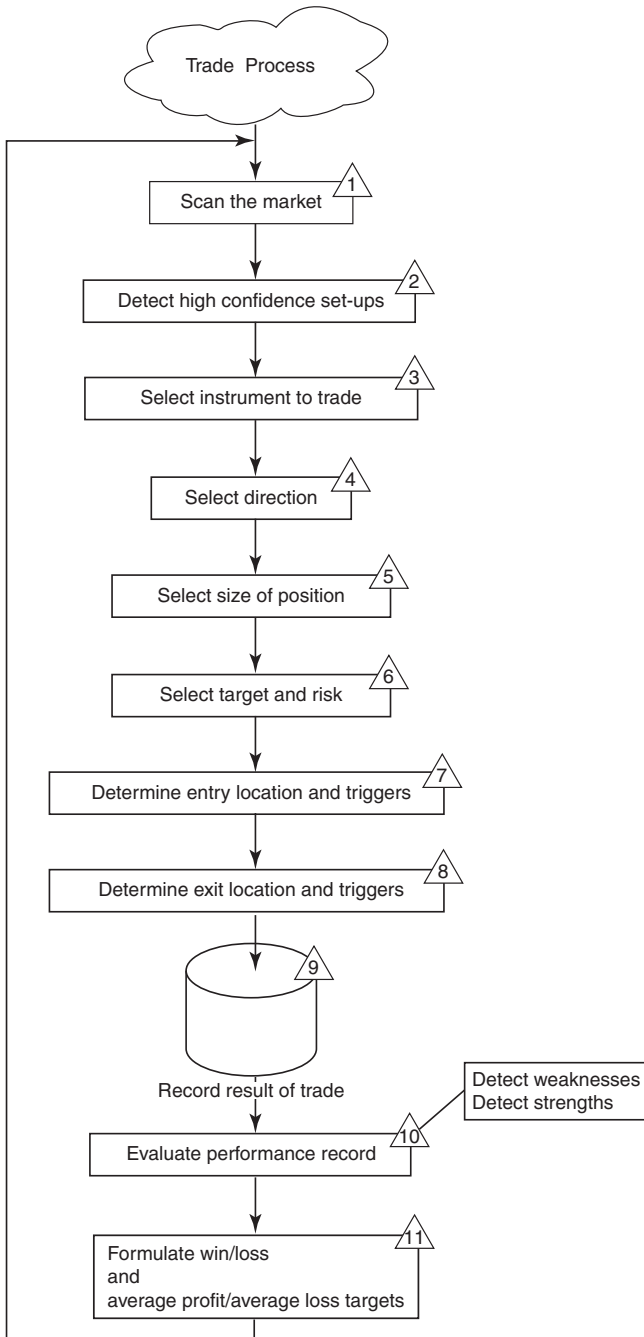 Trade Process
1
Scan the market
2
Detect high confidence set-ups
3
Select instrument to trade
4
Select direction
5
Select size of position
6
Select target and risk
7
Determine entry location and triggers
8
Determine exit location and triggers
9
Record result of trade
Detect weaknesses
Detect strengths
10
Evaluate performance record
11
Formulate win/loss
and
average profit/average loss targets